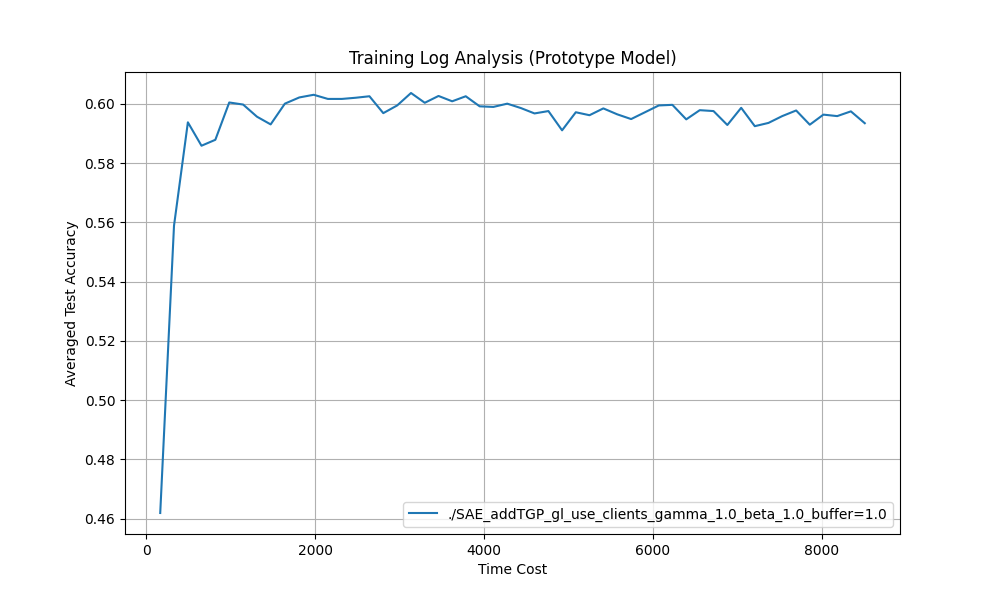 Training Log Analysis (Prototype Model)
Averaged Test Accuracy
0.60
0.58
0.56
0.54
0.52
0.50
0.48
0.46
./SAE_addTGP_gl_use_clients_gamma_1.0_beta_1.0_buffer=1.0
0 2000 4000 6000 8000
Time Cost